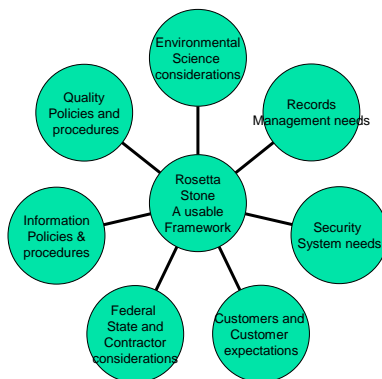 Environmental
Science
considerations
Quality
Policies and
procedures
Records
Management needs
Rosetta
Stone
A usable
Framework
Information
Policies &
procedures
Security
System needs
Federal
State and
Contractor
considerations
Customers and
Customer
expectations